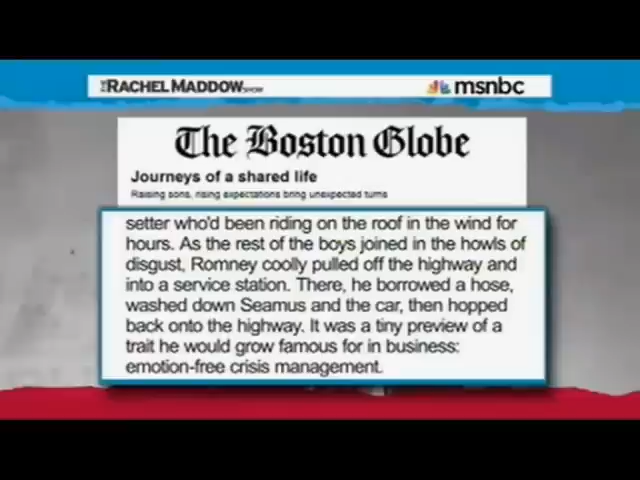 THE RACHEL MADDOW SHOW
msnbc
The Boston Globe
Journeys of a shared life
Raising sons, rising expectations bring unexpected turns
setter who'd been riding on the roof in the wind for
hours. As the rest of the boys joined in the howls of
disgust, Romney coolly pulled off the highway and
into a service station. There, he borrowed a hose,
washed down Seamus and the car, then hopped
back onto the highway. It was a tiny preview of a
trait he would grow famous for in business:
emotion-free crisis management.